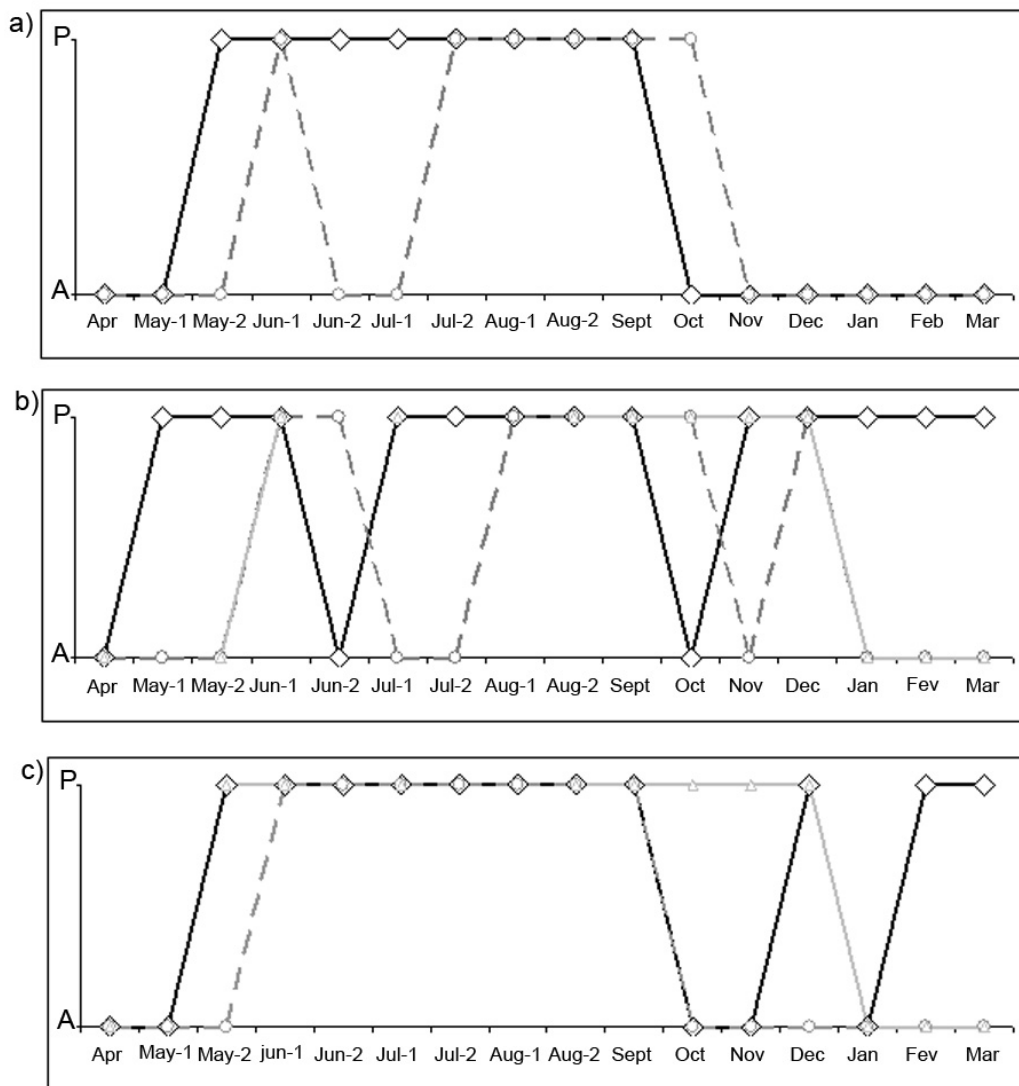 a)
P
A
Apr May-1 May-2 Jun-1 Jun-2 Jul-1 Jul-2 Aug-1 Aug-2 Sept Oct Nov Dec Jan Feb Mar
b)
P
A
Apr May-1 May-2 Jun-1 Jun-2 Jul-1 Jul-2 Aug-1 Aug-2 Sept Oct Nov Dec Jan Fev Mar
c)
P
A
Apr May-1 May-2 jun-1 Jun-2 Jul-1 Jul-2 Aug-1 Aug-2 Sept Oct Nov Dec Jan Fev Mar